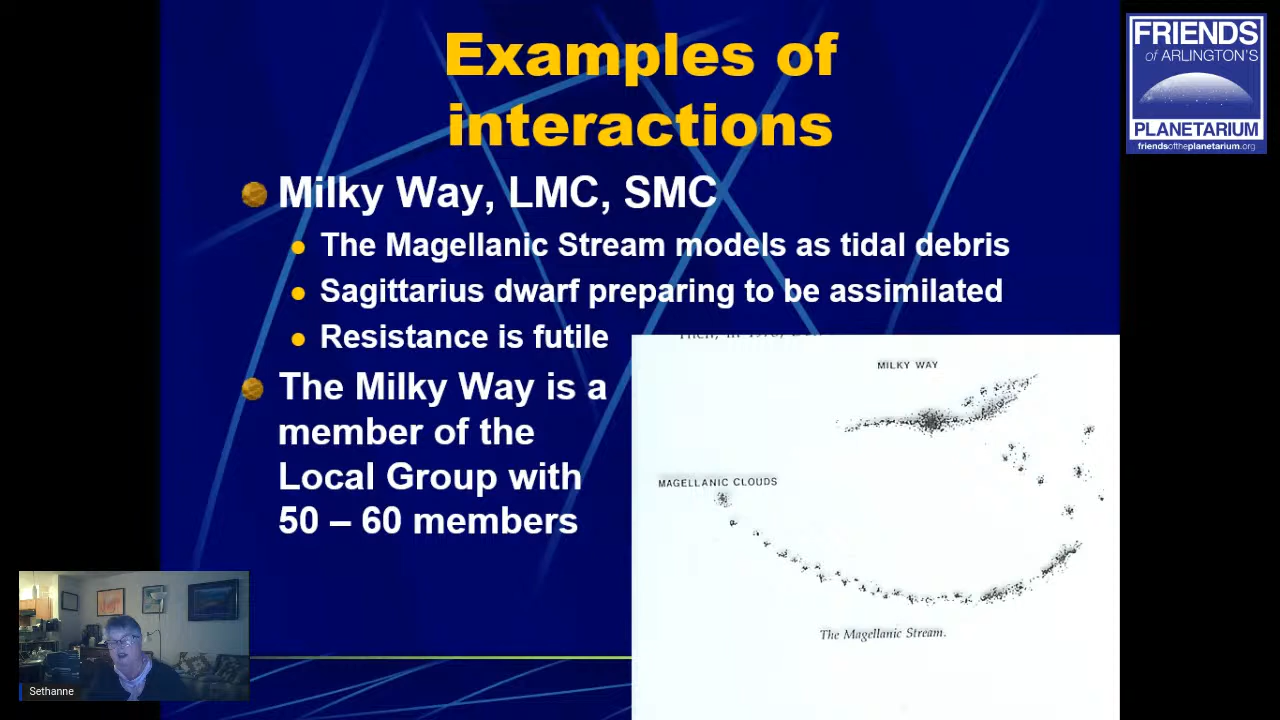 Examples of
interactions
Milky Way, LMC, SMC
The Magellanic Stream models as tidal debris
Sagittarius dwarf preparing to be assimilated
Resistance is futile
The Milky Way is a
member of the
Local Group with
50 – 60 members
MILKY WAY
MAGELLANIC CLOUDS
The Magellanic Stream.
FRIENDS
of ARLINGTON'S
PLANETARIUM
friendsoftheplanetarium.org
Sethanne